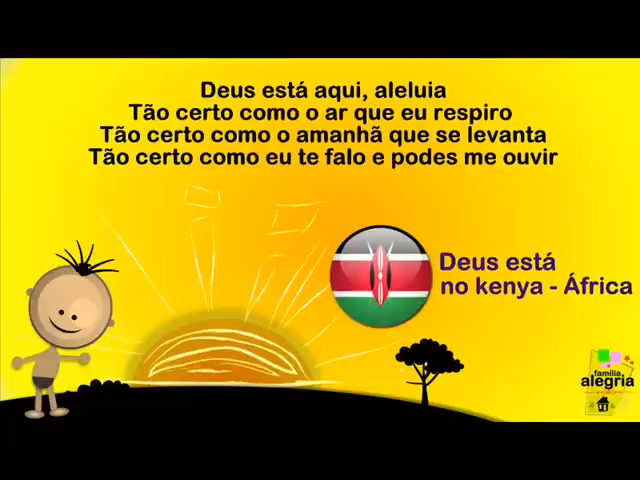 Deus está aqui, aleluia
Tão certo como o ar que eu respiro
Tão certo como o amanhã que se levanta
Tão certo como eu te falo e podes me ouvir
Deus está
no kenya - África
família
alegria